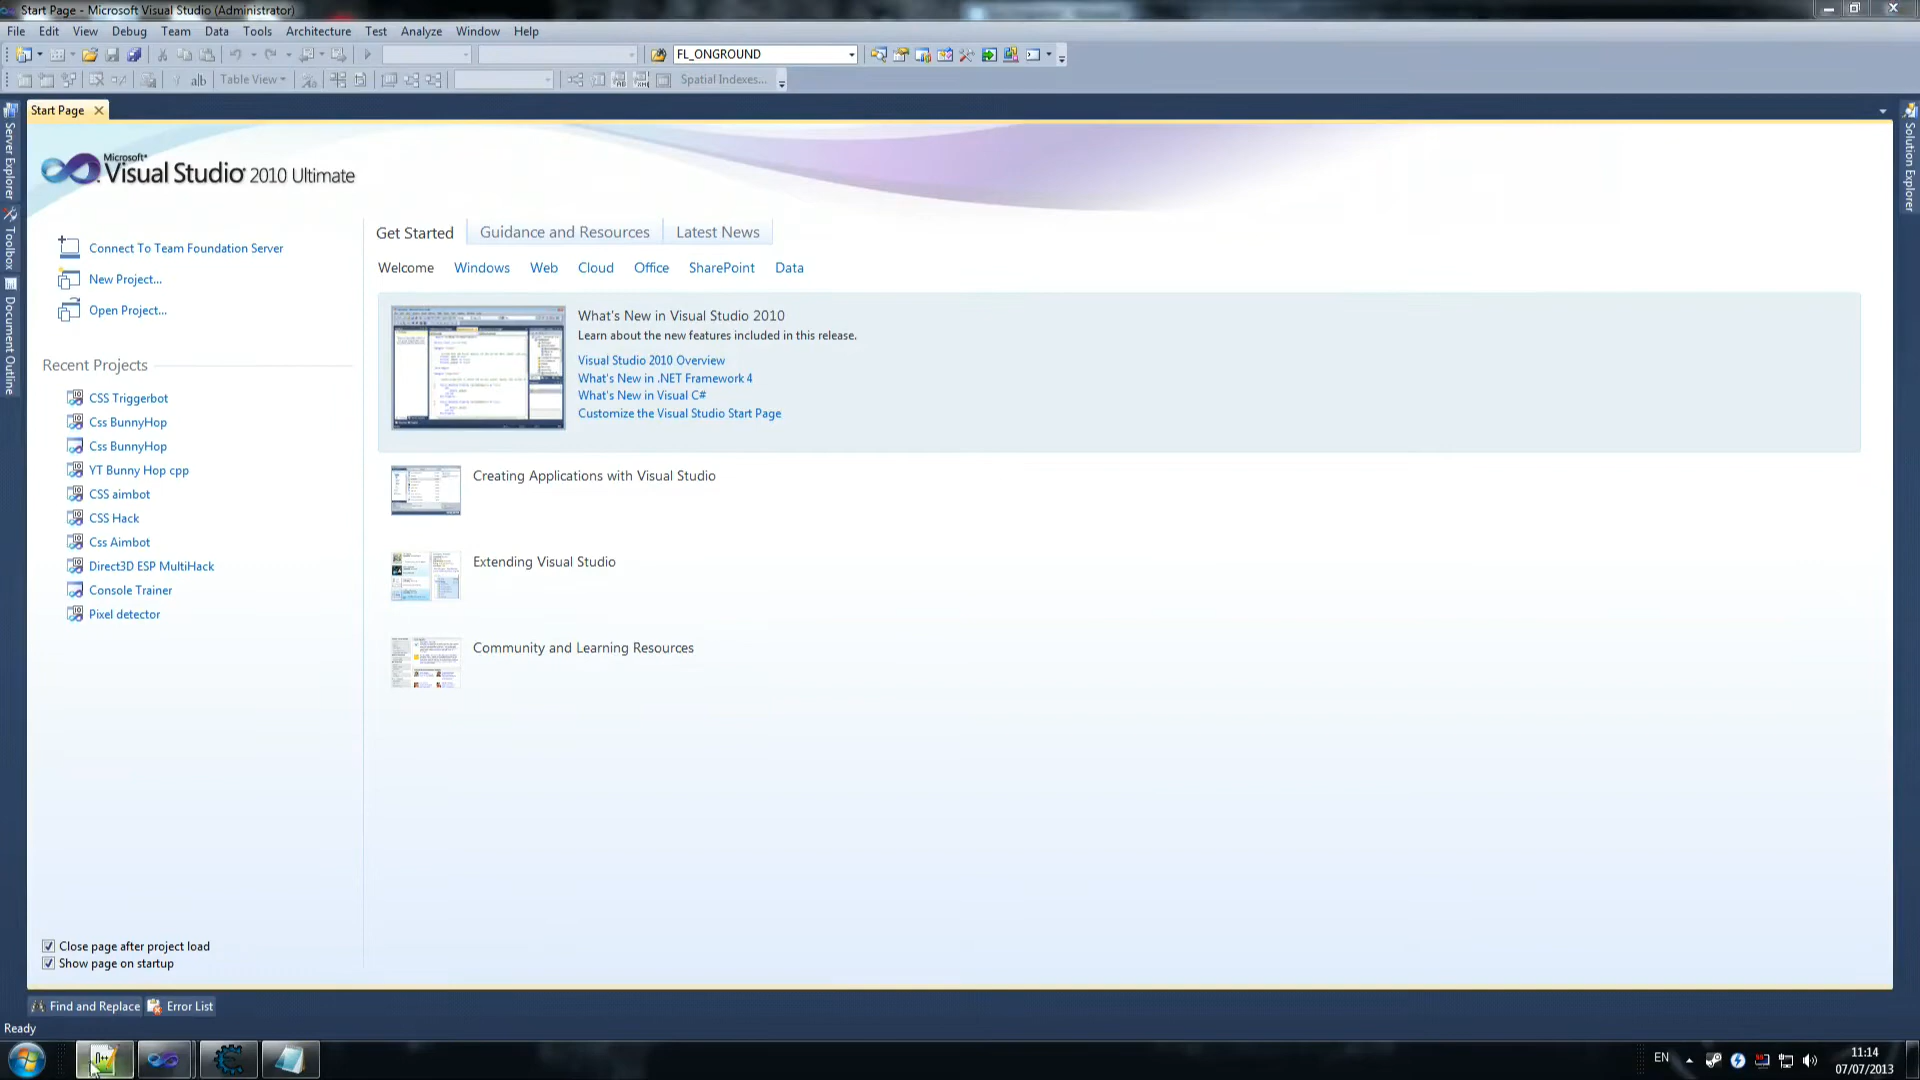 Start Page - Microsoft Visual Studio (Administrator)
File Edit View Debug Team Data Tools Architecture Test Analyze Window Help
FL_ONGROUND
Table View
Spatial Indexes...
Start Page
Server Explorer
Toolbox
Document Outline
Solution Explorer
Microsoft
Visual Studio 2010 Ultimate
Connect To Team Foundation Server
New Project...
Open Project...
Recent Projects
CSS Triggerbot
Css BunnyHop
Css BunnyHop
YT Bunny Hop cpp
CSS aimbot
CSS Hack
Css Aimbot
Direct3D ESP MultiHack
Console Trainer
Pixel detector
Close page after project load
Show page on startup
Get Started Guidance and Resources Latest News
Welcome Windows Web Cloud Office SharePoint Data
What's New in Visual Studio 2010
Learn about the new features included in this release.
Visual Studio 2010 Overview
What's New in .NET Framework 4
What's New in Visual C#
Customize the Visual Studio Start Page
Creating Applications with Visual Studio
Extending Visual Studio
Community and Learning Resources
Find and Replace Error List
Ready
EN
11:14
07/07/2013